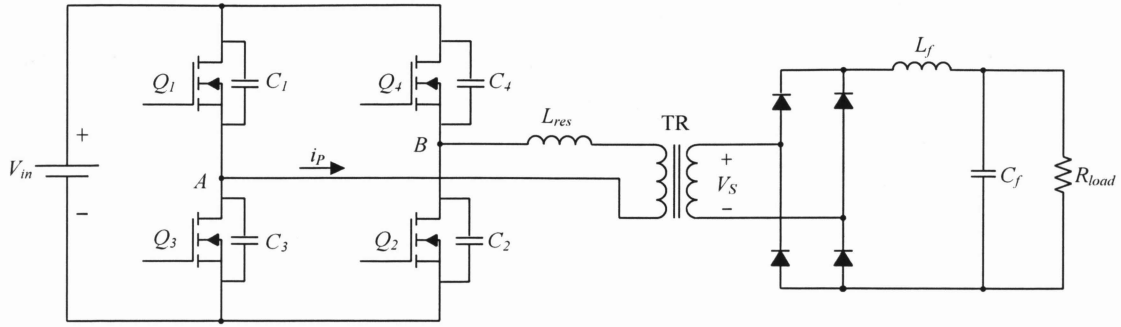 Q1
C1
Q4
C4
Lf
Lres
TR
+
B
iP
+
Vin
A
VS
Cf
Rload
−
−
Q3
C3
Q2
C2